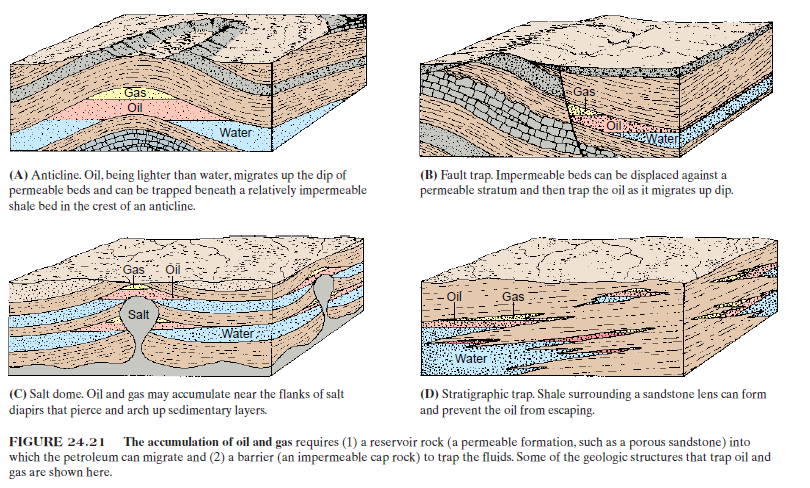 Gas
Oil
Water
Gas
Oil
Water
(A) Anticline. Oil, being lighter than water, migrates up the dip of
permeable beds and can be trapped beneath a relatively impermeable
shale bed in the crest of an anticline.
(B) Fault trap. Impermeable beds can be displaced against a
permeable stratum and then trap the oil as it migrates up dip.
Gas Oil
Salt
Water
Oil Gas
Water
(C) Salt dome. Oil and gas may accumulate near the flanks of salt
diapirs that pierce and arch up sedimentary layers.
(D) Stratigraphic trap. Shale surrounding a sandstone lens can form
and prevent the oil from escaping.
FIGURE 24.21 The accumulation of oil and gas requires (1) a reservoir rock (a permeable formation, such as a porous sandstone) into
which the petroleum can migrate and (2) a barrier (an impermeable cap rock) to trap the fluids. Some of the geologic structures that trap oil and
gas are shown here.